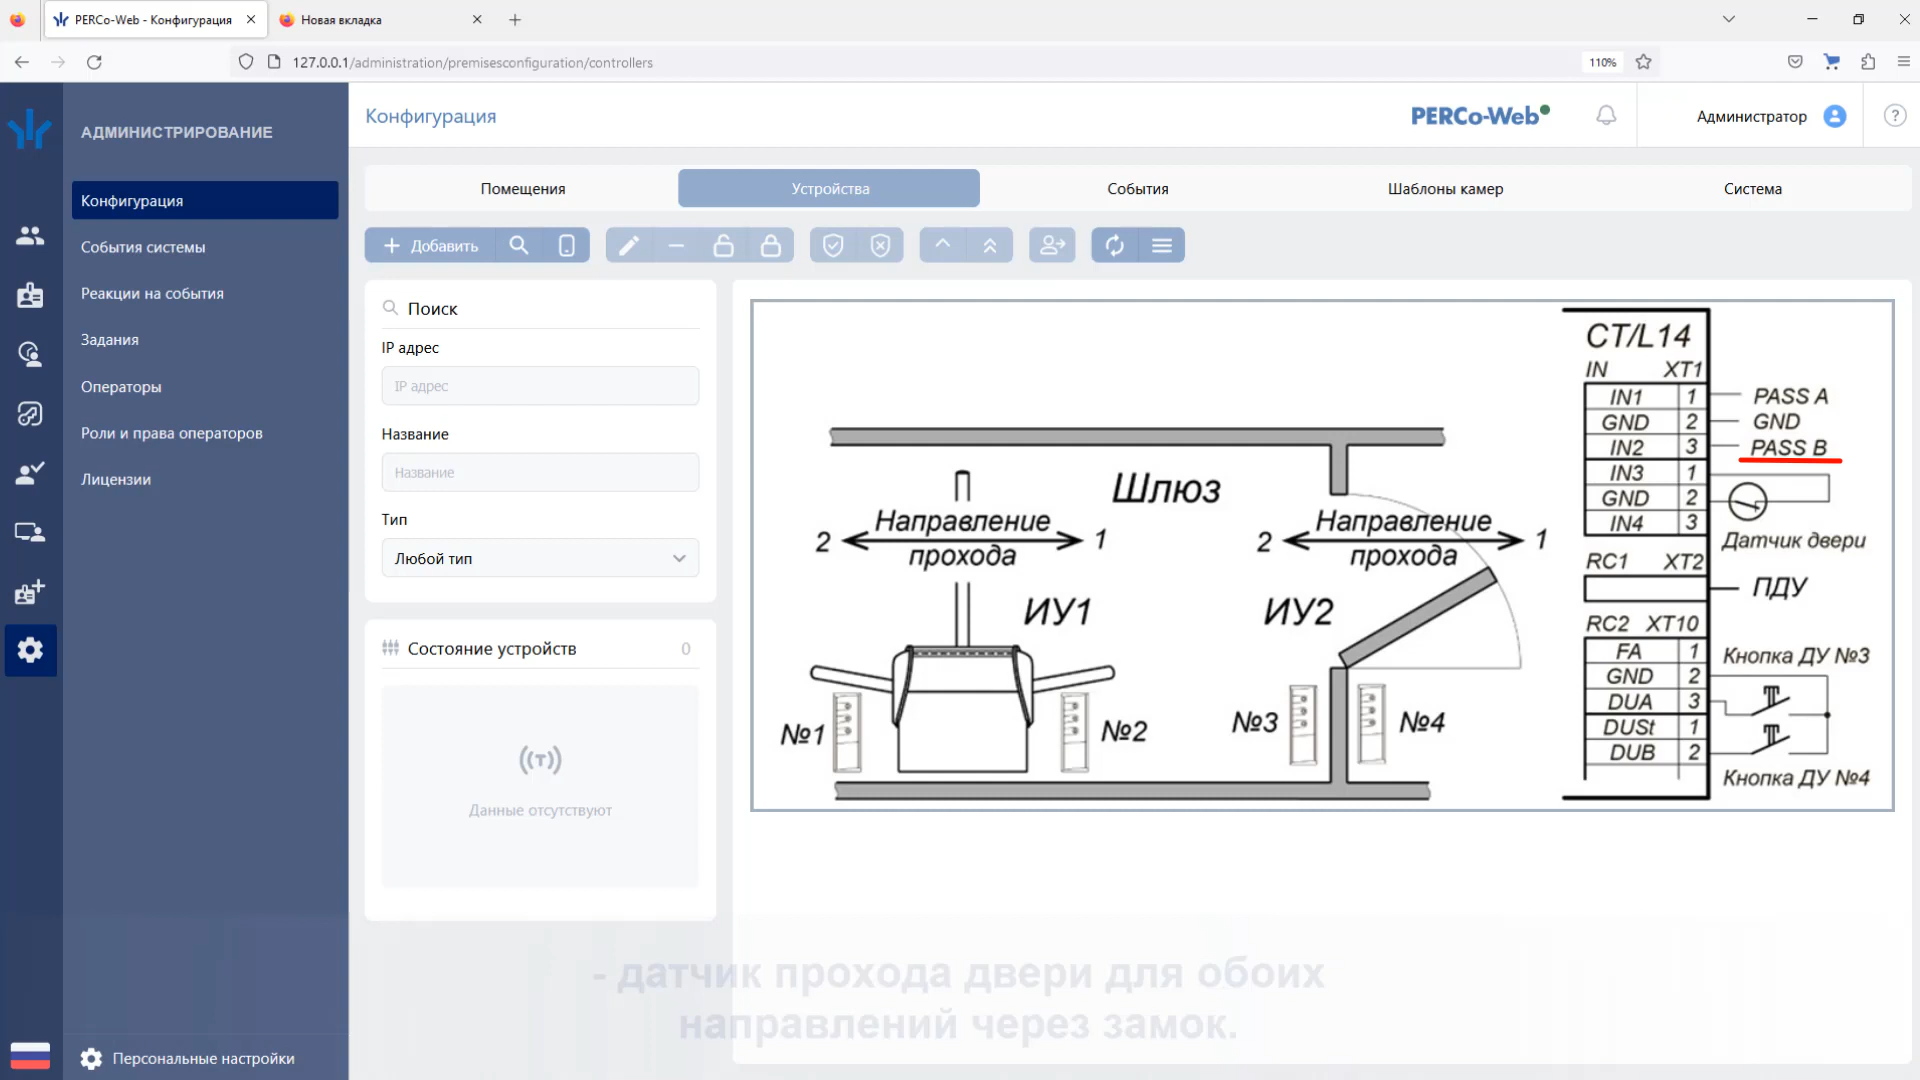 PERCo-Web - Конфигурация
Новая вкладка
127.0.0.1/administration/premisesconfiguration/controllers
110%
АДМИНИСТРИРОВАНИЕ
Конфигурация
События системы
Реакции на события
Задания
Операторы
Роли и права операторов
Лицензии
Персональные настройки
Конфигурация
PERCo-Web
Администратор
?
Помещения
Устройства
События
Шаблоны камер
Система
Добавить
Поиск
IP адрес
IP адрес
Название
Название
Тип
Любой тип
Состояние устройств 0
Данные отсутствуют
Шлюз
2 Направление прохода 1
ИУ1
№1
№2
2 Направление прохода 1
ИУ2
№3
№4
CT/L14
IN XT1
IN1 1 PASS A
GND 2 GND
IN2 3 PASS B
IN3 1
GND 2
IN4 3
Датчик двери
RC1 XT2
ПДУ
RC2 XT10
FA 1
GND 2
DUA 3
DUSt 1
DUB 2
Кнопка ДУ №3
Кнопка ДУ №4
- датчик прохода двери для обоих
направлений через замок.